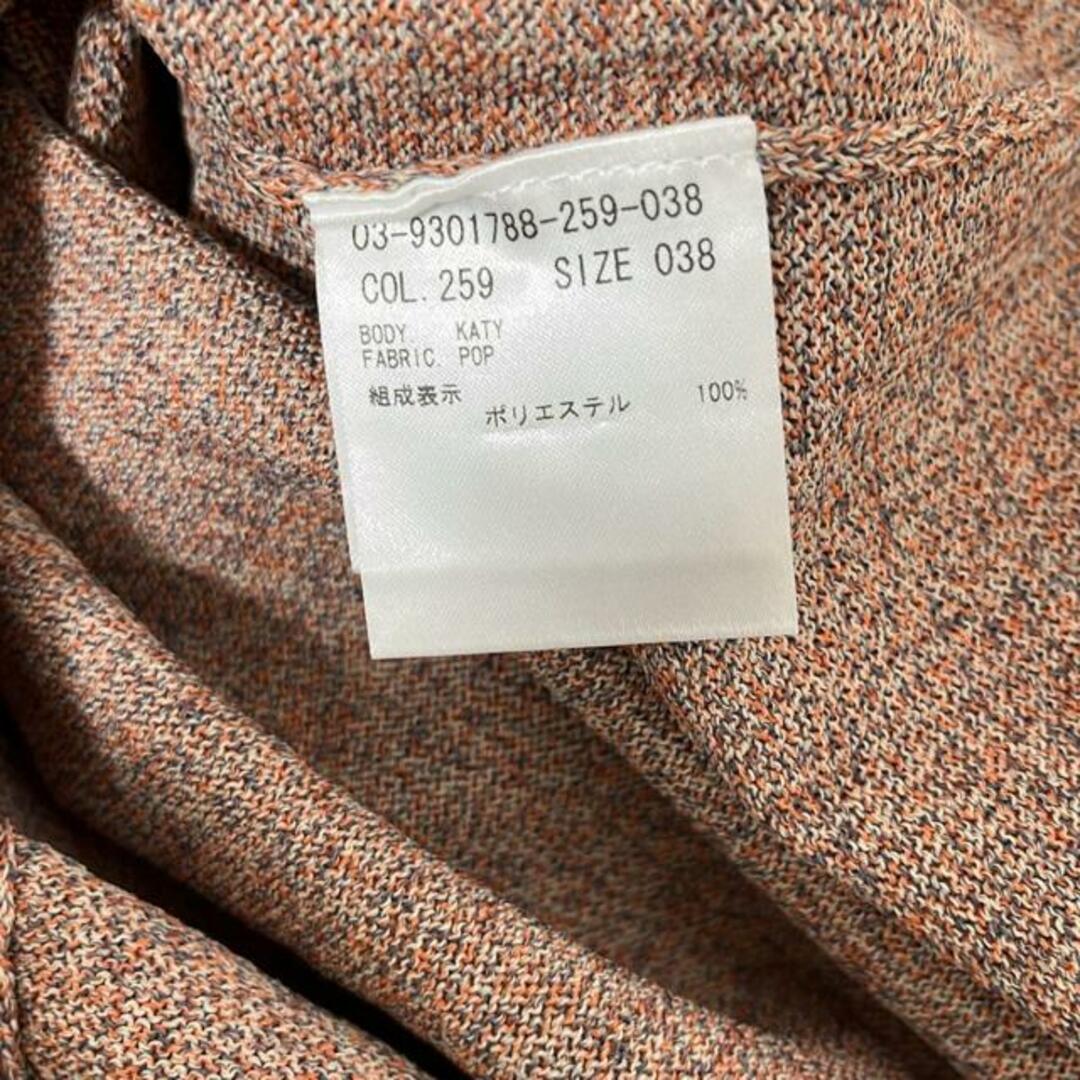 03-9301788-259-038
COL. 259 SIZE 038
BODY. KATY
FABRIC. POP
組成表示
ポリエステル 100%